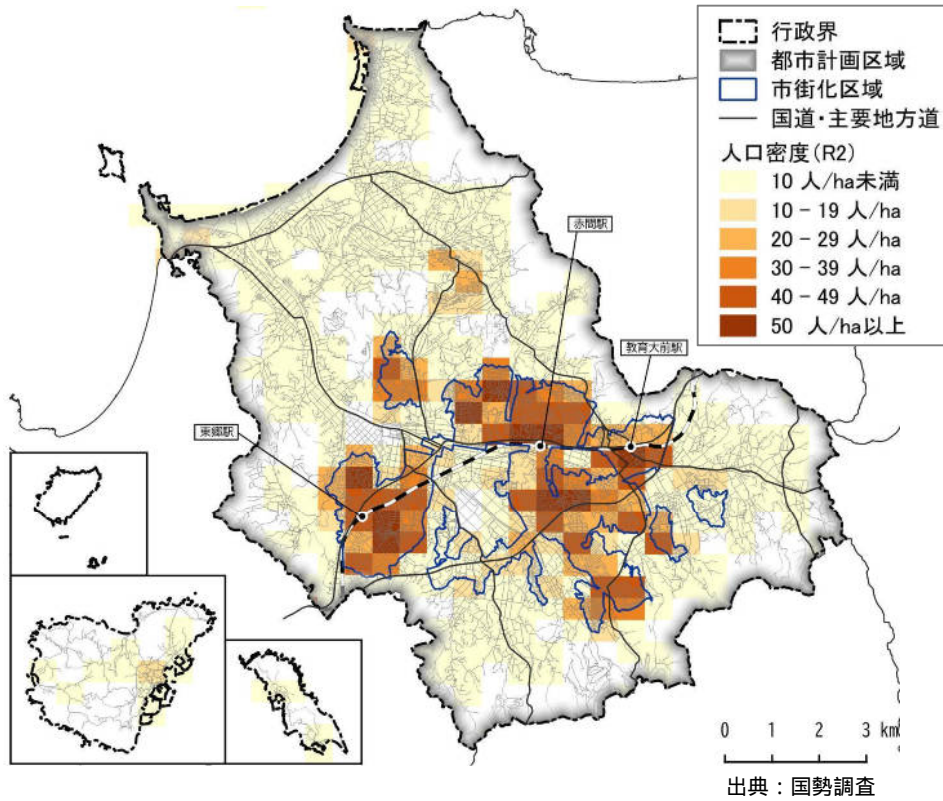 行政界
都市計画区域
市街化区域
国道・主要地方道
人口密度(R2)
10 人/ha未満
10 - 19 人/ha
20 - 29 人/ha
30 - 39 人/ha
40 - 49 人/ha
50 人/ha以上
赤間駅
教育大前駅
東郷駅
0 1 2 3 km
出典：国勢調査